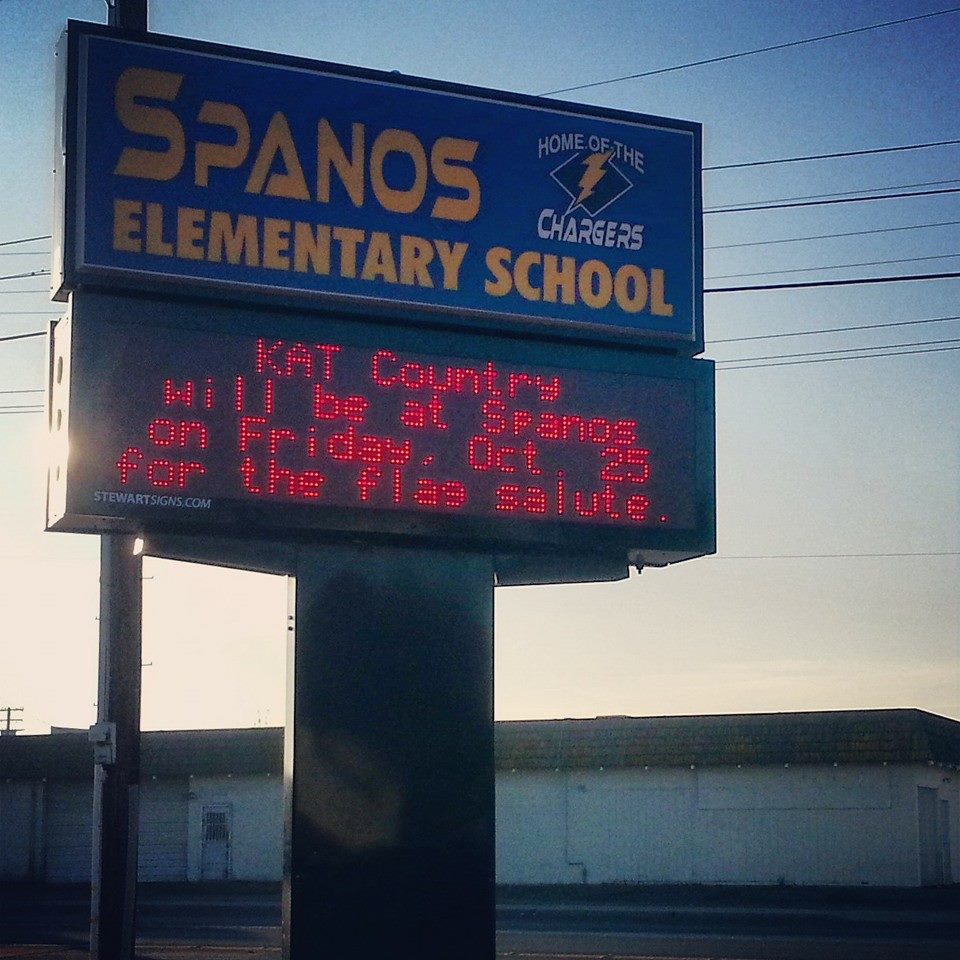 SPANOS
ELEMENTARY SCHOOL
HOME OF THE
CHARGERS
KAT Country
will be at Spanos
on Friday, Oct 25
for the flag salute.
STEWARTSIGNS.COM